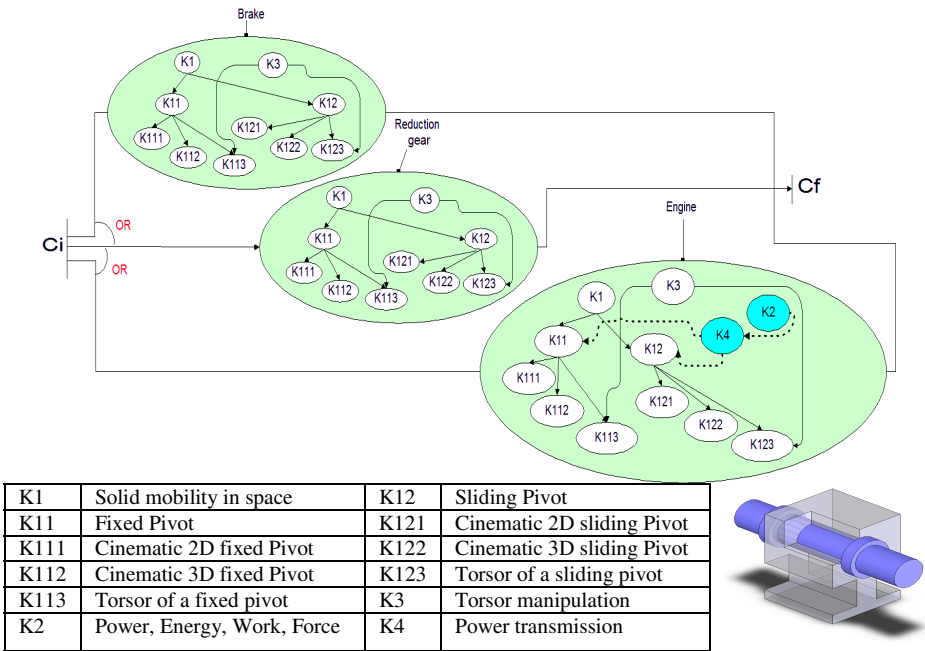 Brake
K1
K3
K11
K12
K111
K121
K112
K122
K113
K123
Reduction
gear
K1
K3
K11
K12
K111
K121
K112
K122
K113
K123
Ci
OR
OR
Cf
Engine
K1
K3
K2
K4
K11
K12
K111
K121
K112
K122
K113
K123
K1 Solid mobility in space K12 Sliding Pivot
K11 Fixed Pivot K121 Cinematic 2D sliding Pivot
K111 Cinematic 2D fixed Pivot K122 Cinematic 3D sliding Pivot
K112 Cinematic 3D fixed Pivot K123 Torsor of a sliding pivot
K113 Torsor of a fixed pivot K3 Torsor manipulation
K2 Power, Energy, Work, Force K4 Power transmission